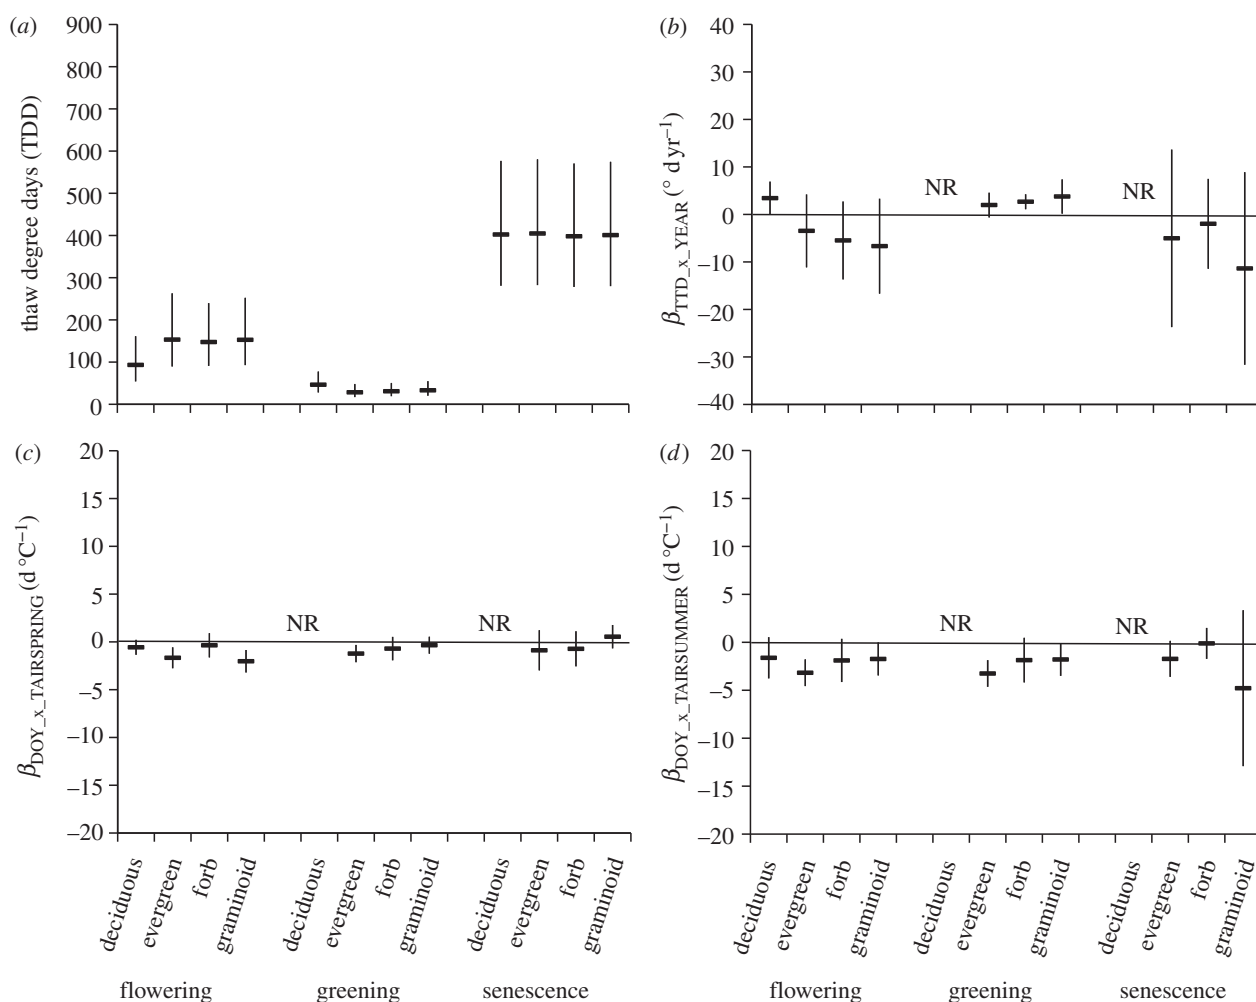 (a)
900
800
700
600
500
400
300
200
100
0
thaw degree days (TDD)
(b)
40
30
20
10
0
–10
–20
–30
–40
βTTD_x_YEAR (° d yr⁻¹)
NR
NR
(c)
20
15
10
5
0
–5
–10
–15
–20
βDOY_x_TAIRSPRING (d °C⁻¹)
NR
NR
deciduous
evergreen
forb
graminoid
deciduous
evergreen
forb
graminoid
deciduous
evergreen
forb
graminoid
flowering
greening
senescence
(d)
20
15
10
5
0
–5
–10
–15
–20
βDOY_x_TAIRSUMMER (d °C⁻¹)
NR
NR
deciduous
evergreen
forb
graminoid
deciduous
evergreen
forb
graminoid
deciduous
evergreen
forb
graminoid
flowering
greening
senescence